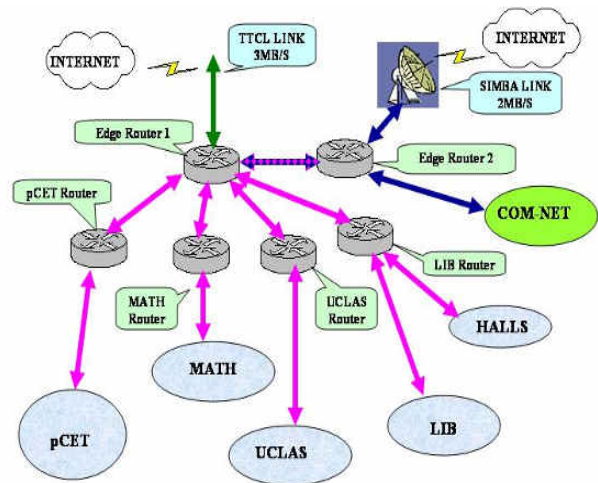 INTERNET
TTCL LINK
3MB/S
INTERNET
SIMBA LINK
2MB/S
Edge Router 1
Edge Router 2
pCET
Router
COM-NET
LIB Router
MATH
Router
UCLAS
Router
HALLS
MATH
pCET
LIB
UCLAS